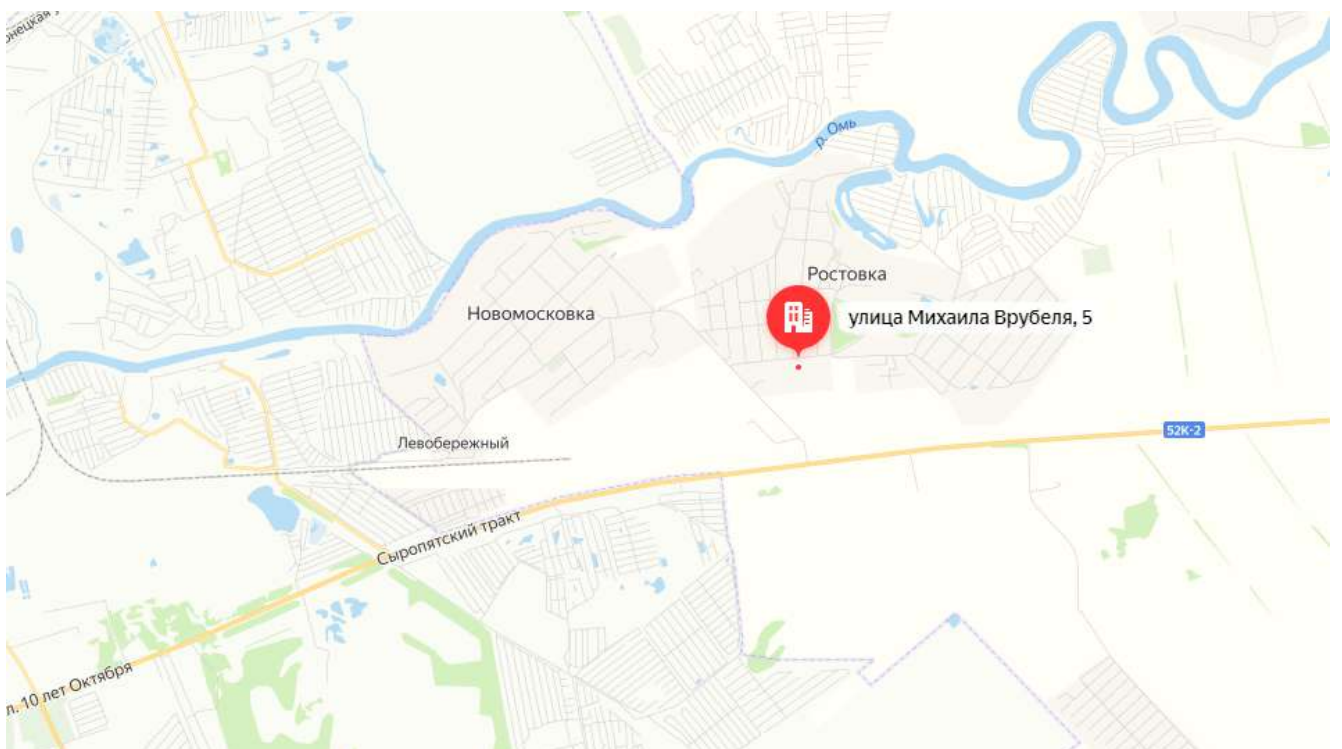 р. Омь
Ростовка
Новомосковка
улица Михаила Врубеля, 5
52К-2
Левобережный
Сыропятский тракт
л. 10 лет Октября